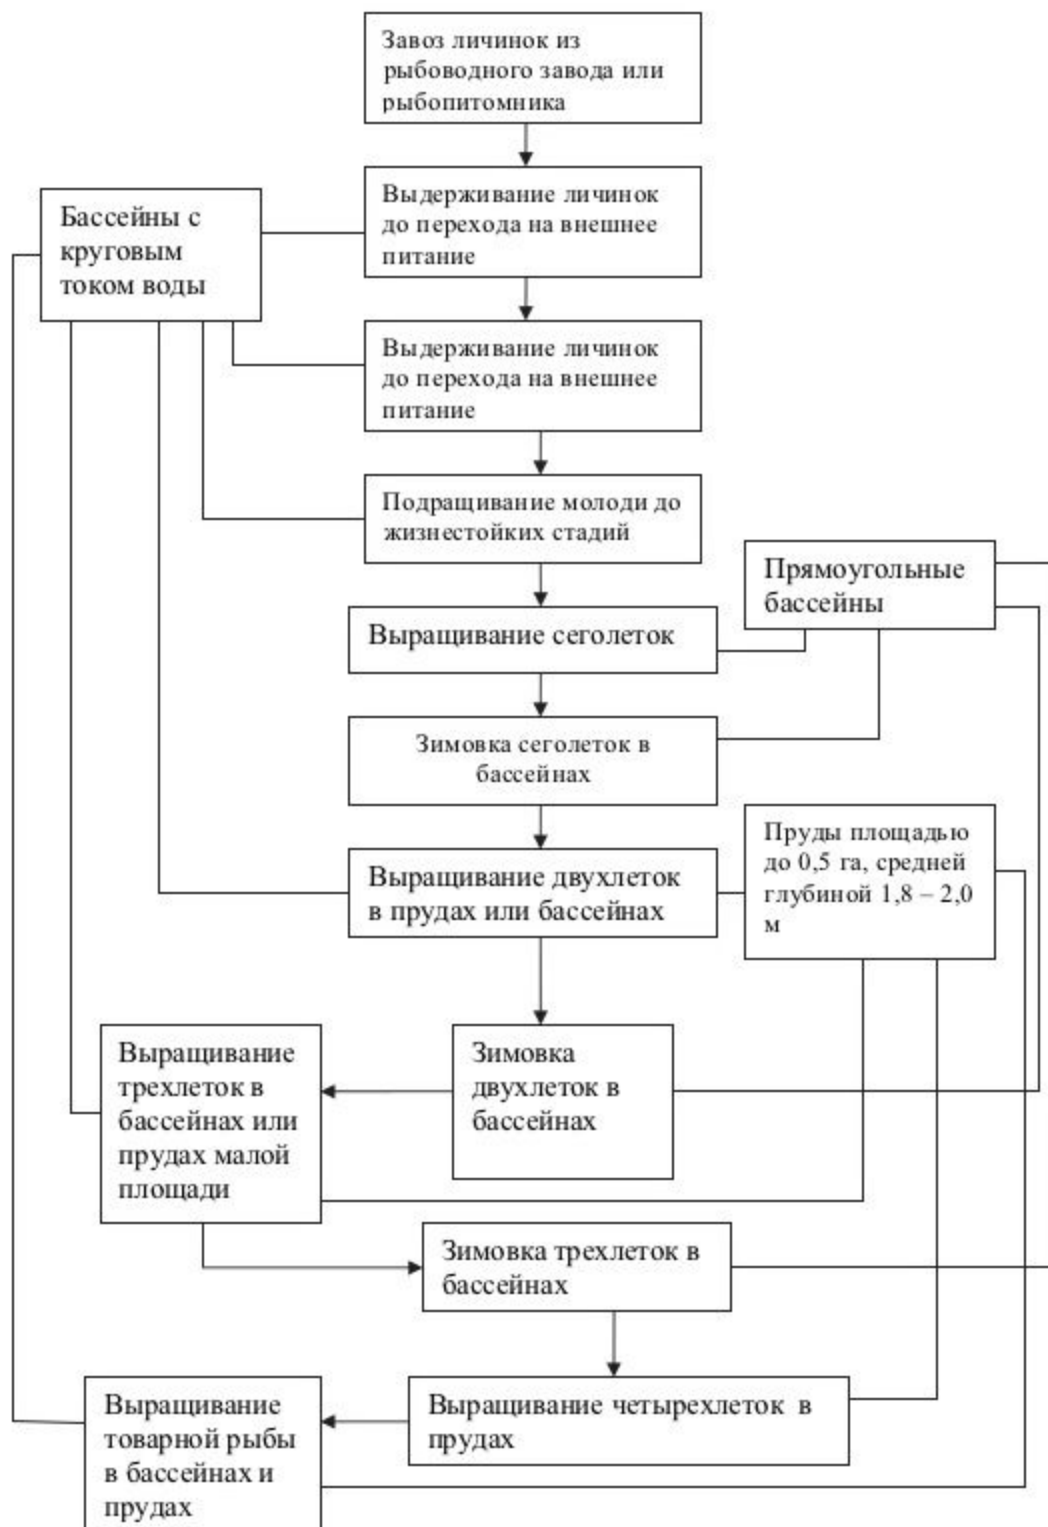 Завоз личинок из
рыбоводного завода или
рыбопитомника
Выдерживание личинок
до перехода на внешнее
питание
Бассейны с
круговым
током воды
Выдерживание личинок
до перехода на внешнее
питание
Подращивание молоди до
жизнестойких стадий
Прямоугольные
бассейны
Выращивание сеголеток
Зимовка сеголеток в
бассейнах
Выращивание двухлеток
в прудах или бассейнах
Пруды площадью
до 0,5 га, средней
глубиной 1,8 – 2,0
м
Выращивание
трехлеток в
бассейнах или
прудах малой
площади
Зимовка
двухлеток в
бассейнах
Зимовка трехлеток в
бассейнах
Выращивание четырехлеток в
прудах
Выращивание
товарной рыбы
в бассейнах и
прудах